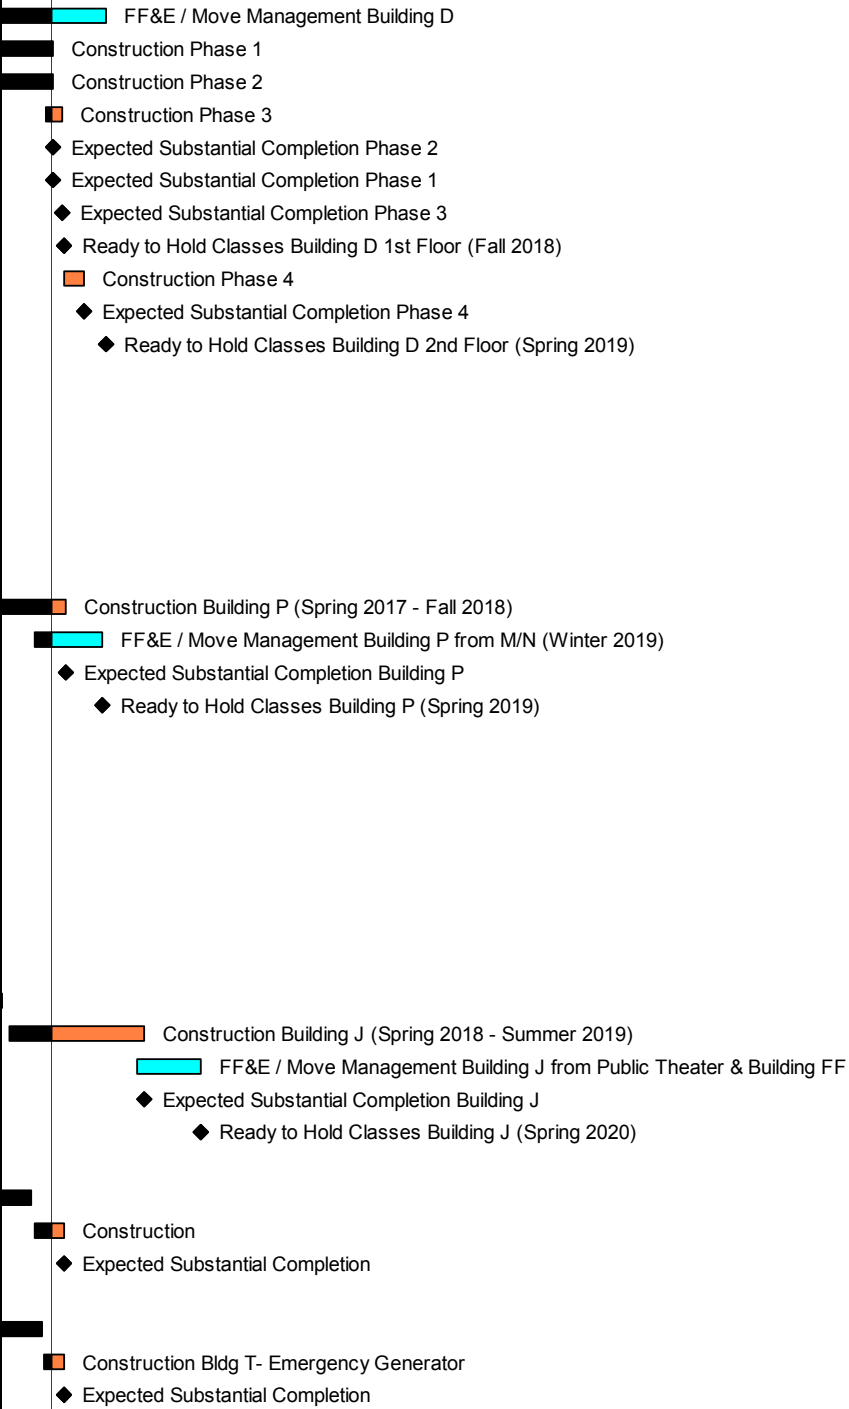 FF&E / Move Management Building D
Construction Phase 1
Construction Phase 2
Construction Phase 3
Expected Substantial Completion Phase 2
Expected Substantial Completion Phase 1
Expected Substantial Completion Phase 3
Ready to Hold Classes Building D 1st Floor (Fall 2018)
Construction Phase 4
Expected Substantial Completion Phase 4
Ready to Hold Classes Building D 2nd Floor (Spring 2019)
Construction Building P (Spring 2017 - Fall 2018)
FF&E / Move Management Building P from M/N (Winter 2019)
Expected Substantial Completion Building P
Ready to Hold Classes Building P (Spring 2019)
Construction Building J (Spring 2018 - Summer 2019)
FF&E / Move Management Building J from Public Theater & Building FF
Expected Substantial Completion Building J
Ready to Hold Classes Building J (Spring 2020)
Construction
Expected Substantial Completion
Construction Bldg T- Emergency Generator
Expected Substantial Completion